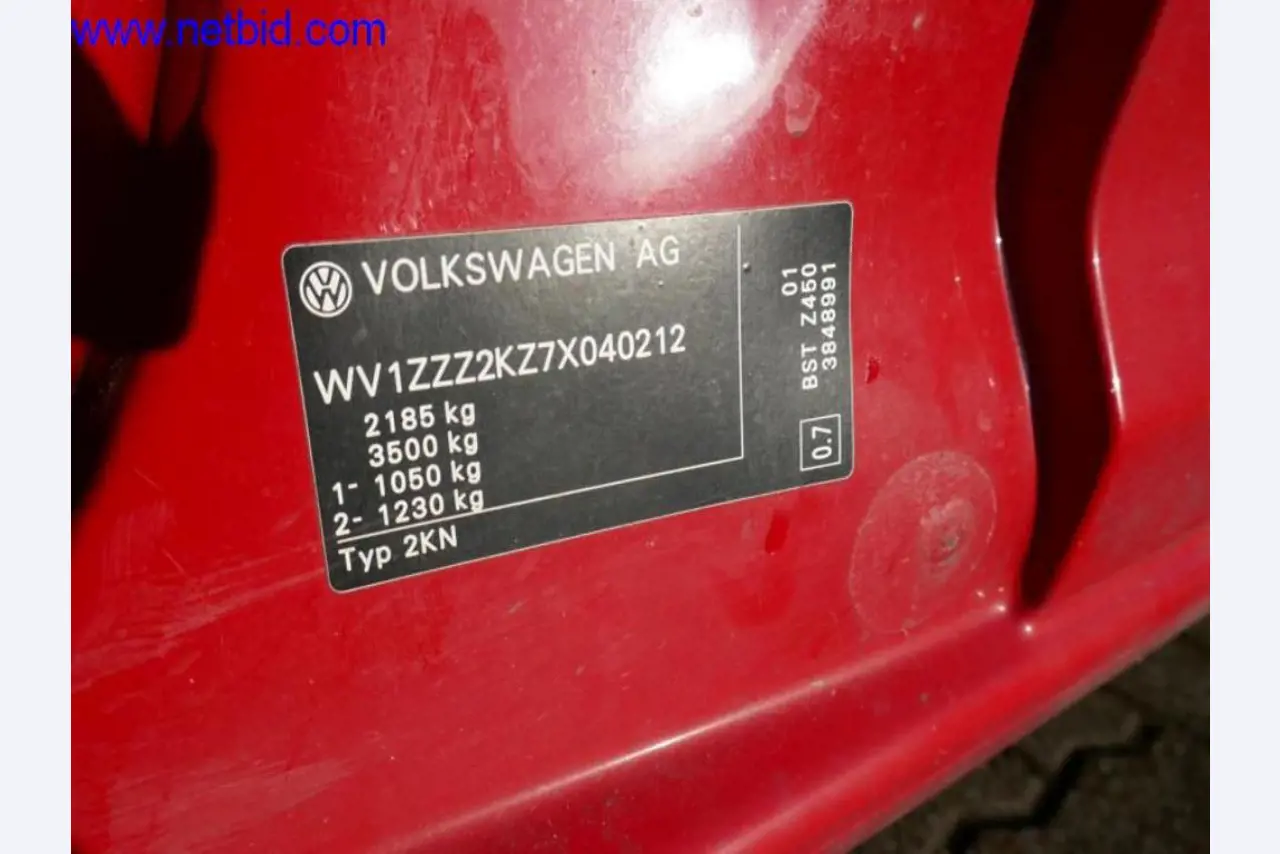 www.netbid.com
VOLKSWAGEN AG
WV1ZZZ2KZ7X040212
2185 kg
3500 kg
1- 1050 kg
2- 1230 kg
Typ 2KN
01
BST Z450
3848991
0.7